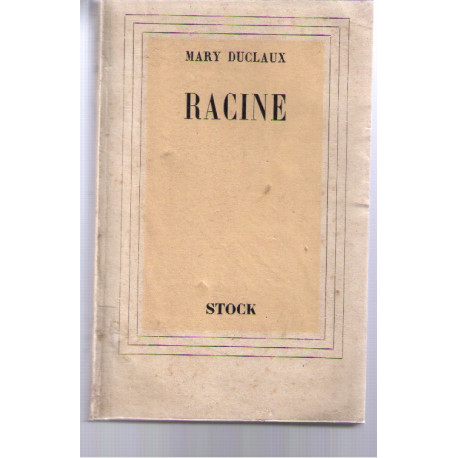 MARY DUCLAUX
RACINE
STOCK